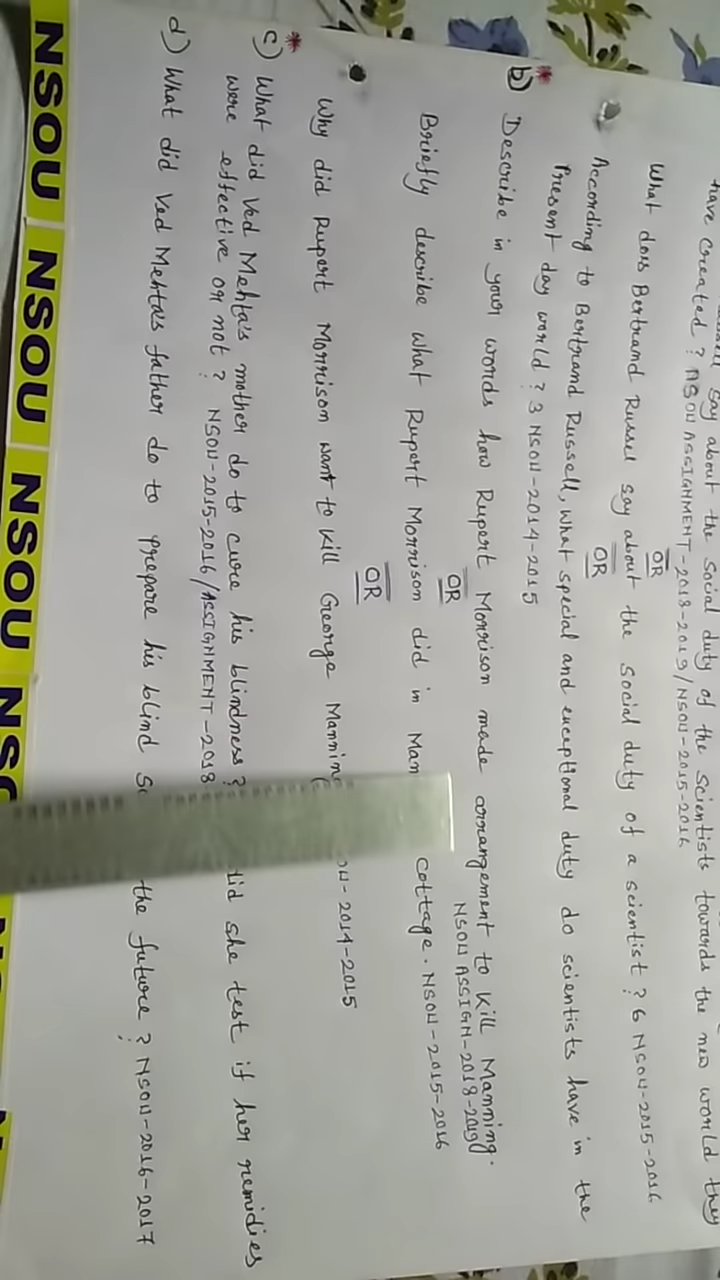 have created? NSOU ASSIGNMENT-2018-2019/NSOU-2015-2016
say about the social duty of the scientists towards the new world they
OR
What does Bertrand Russel say about the social duty of a scientist? 6 NSOU-2015-2016
OR
According to Bertrand Russell, what special and exceptional duty do scientists have in the
Present day world? 3 NSOU-2014-2015
b) Describe in your words how Rupert Morrison made arrangement to kill Manning.
NSOU ASSIGN-2018-2019
OR
Briefly describe what Rupert Morrison did in cottage. NSOU-2015-2016
OR
Why did Rupert Morrison want to kill George 2014-2015
c) What did Ved Mehta's mother do to cure his blindness? did she test if her remidies
were effective or not? NSOU-2015-2016/ASSIGNMENT-2018
d) What did Ved Mehta's father do to prepare his blind the future? NSOU-2016-2017
NSOU NSOU NSOU